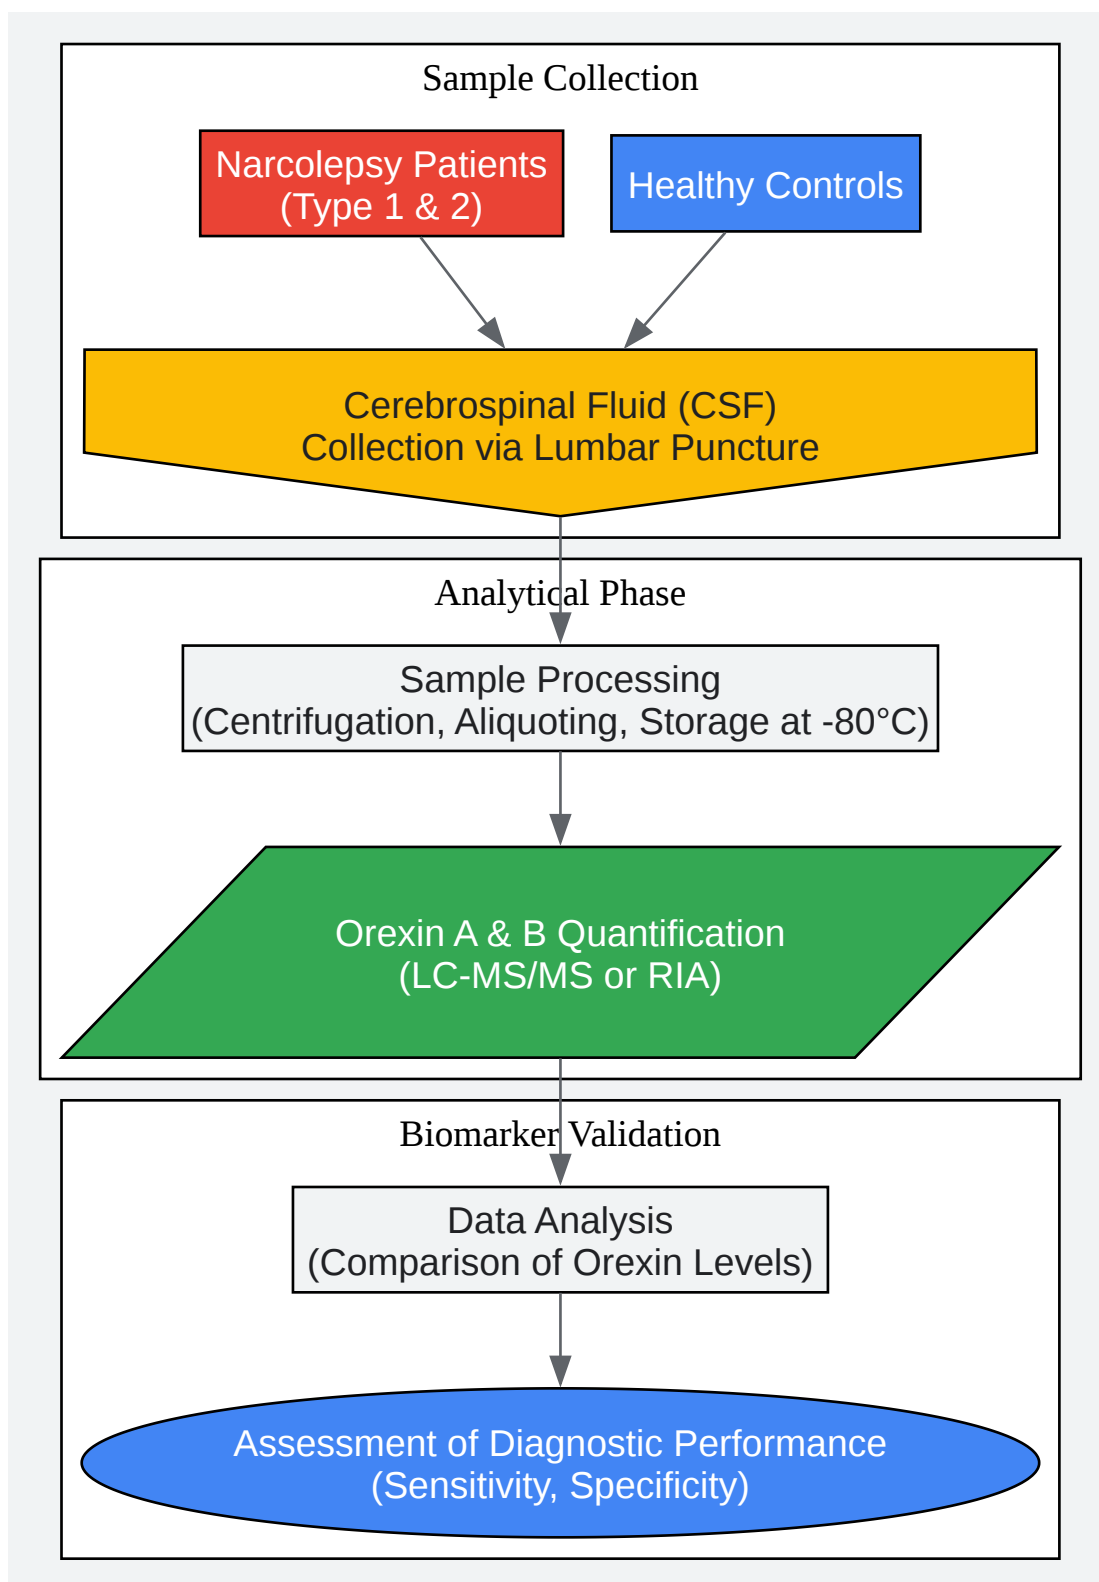 Sample Collection
Narcolepsy Patients
(Type 1 & 2)
Healthy Controls
Cerebrospinal Fluid (CSF)
Collection via Lumbar Puncture
Analytical Phase
Sample Processing
(Centrifugation, Aliquoting, Storage at -80°C)
Orexin A & B Quantification
(LC-MS/MS or RIA)
Biomarker Validation
Data Analysis
(Comparison of Orexin Levels)
Assessment of Diagnostic Performance
(Sensitivity, Specificity)